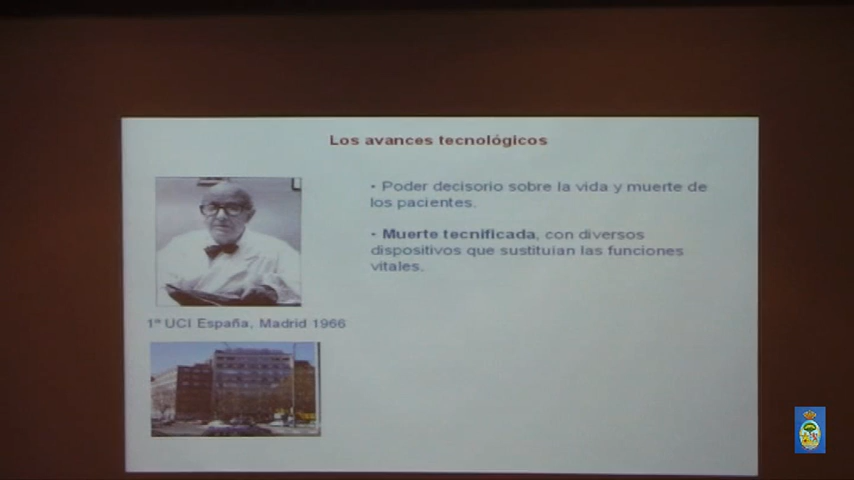 Los avances tecnológicos
- Poder decisorio sobre la vida y muerte de
los pacientes.
- Muerte tecnificada, con diversos
dispositivos que sustituían las funciones
vitales.
1ª UCI España, Madrid 1966